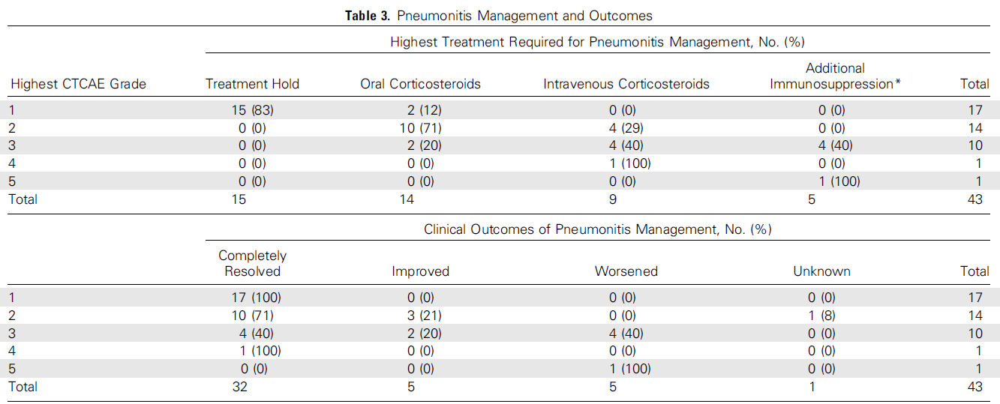 Table 3. Pneumonitis Management and Outcomes
Highest Treatment Required for Pneumonitis Management, No. (%)
Highest CTCAE Grade Treatment Hold Oral Corticosteroids Intravenous Corticosteroids Additional Immunosuppression* Total
1 15 (83) 2 (12) 0 (0) 0 (0) 17
2 0 (0) 10 (71) 4 (29) 0 (0) 14
3 0 (0) 2 (20) 4 (40) 4 (40) 10
4 0 (0) 0 (0) 1 (100) 0 (0) 1
5 0 (0) 0 (0) 0 (0) 1 (100) 1
Total 15 14 9 5 43
Clinical Outcomes of Pneumonitis Management, No. (%)
Completely Resolved Improved Worsened Unknown Total
1 17 (100) 0 (0) 0 (0) 0 (0) 17
2 10 (71) 3 (21) 0 (0) 1 (8) 14
3 4 (40) 2 (20) 4 (40) 0 (0) 10
4 1 (100) 0 (0) 0 (0) 0 (0) 1
5 0 (0) 0 (0) 1 (100) 0 (0) 1
Total 32 5 5 1 43